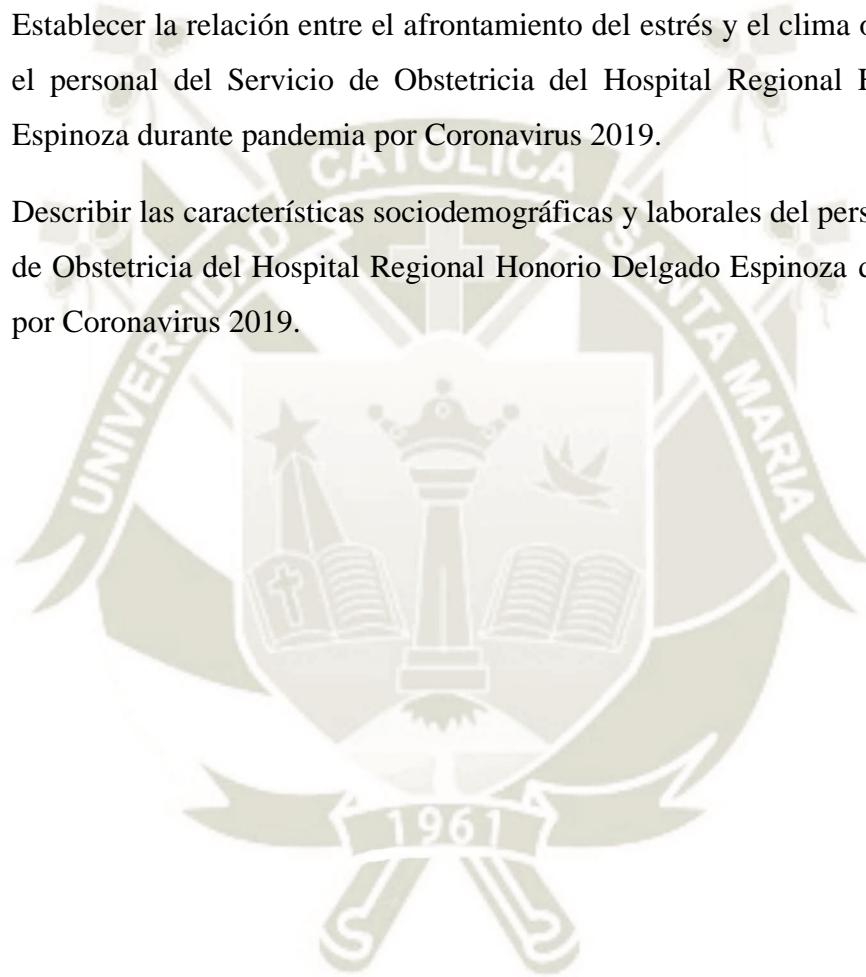 Establecer la relación entre el afrontamiento del estrés y el clima
el personal del Servicio de Obstetricia del Hospital Regional
Espinoza durante pandemia por Coronavirus 2019.
Describir las características sociodemográficas y laborales del
de Obstetricia del Hospital Regional Honorio Delgado Espinoza
por Coronavirus 2019.
UNIVERSIDAD CATOLICA SANTA MARIA
1961